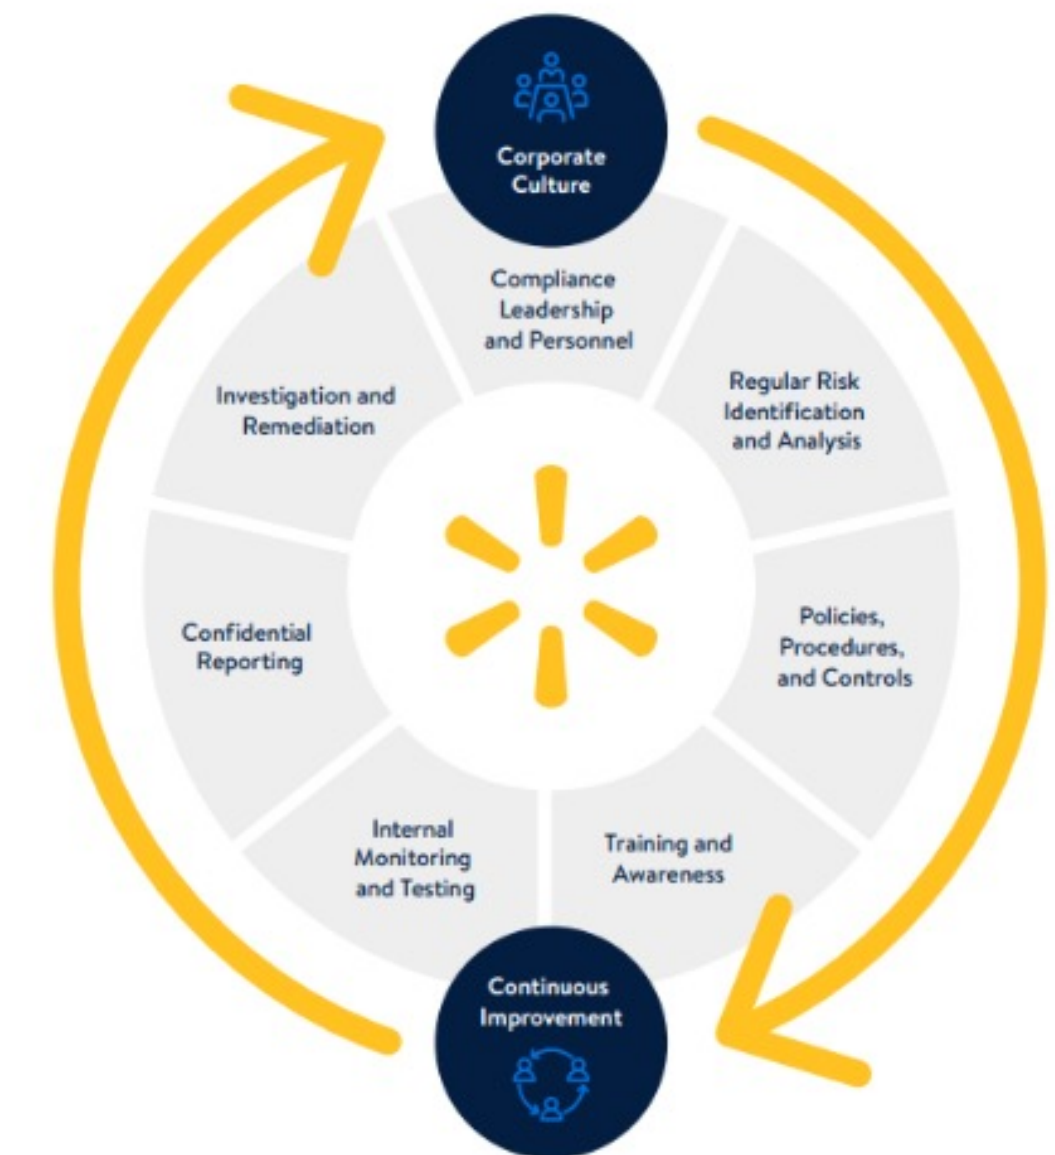 Corporate
Culture
Compliance
Leadership
and Personnel
Regular Risk
Identification
and Analysis
Policies,
Procedures,
and Controls
Training and
Awareness
Continuous
Improvement
Internal
Monitoring
and Testing
Confidential
Reporting
Investigation and
Remediation